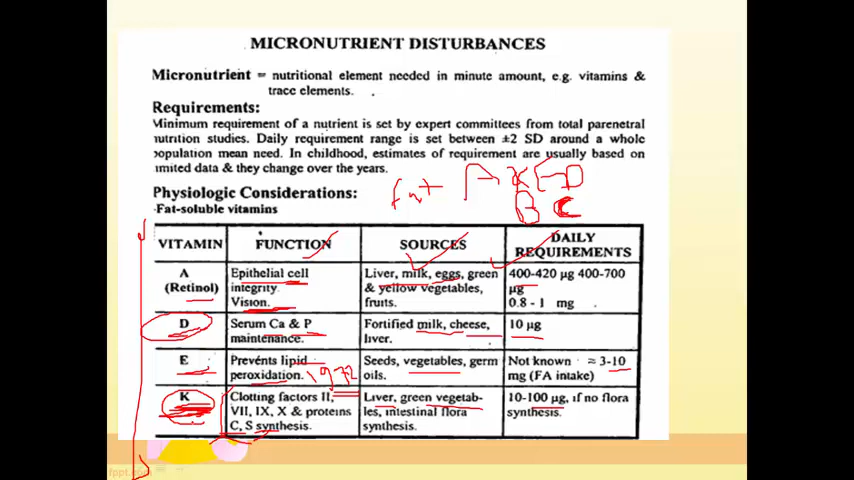 MICRONUTRIENT DISTURBANCES
Micronutrient = nutritional element needed in minute amount, e.g. vitamins &
trace elements.
Requirements:
Minimum requirement of a nutrient is set by expert committees from total parenetral
nutrition studies. Daily requirement range is set between ±2 SD around a whole
population mean need. In childhood, estimates of requirement are usually based on
limited data & they change over the years.
Physiologic Considerations:
Fat-soluble vitamins
fat A K E D
B C
VITAMIN FUNCTION SOURCES DAILY REQUIREMENTS
A (Retinol)
Epithelial cell
integrity.
Vision.
Liver, milk, eggs, green
& yellow vegetables,
fruits.
400-420 µg 400-700
µg
0.8 - 1 mg
D
Serum Ca & P
maintenance.
Fortified milk, cheese,
liver.
10 µg
E
Prevents lipid
peroxidation.
1972
Seeds, vegetables, germ
oils.
Not known ≈ 3-10
mg (FA intake)
K
Clotting factors II,
VII, IX, X & proteins
C, S synthesis.
Liver, green vegetab-
les, intestinal flora
synthesis.
10-100 µg, if no flora
synthesis.